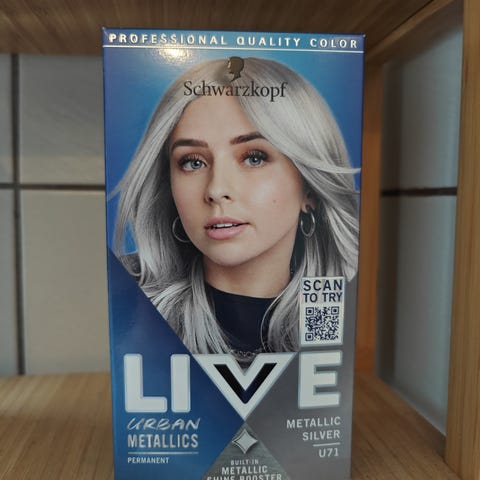 PROFESSIONAL QUALITY COLOR
Schwarzkopf
SCAN
TO TRY
LIVE
URBAN
METALLICS
PERMANENT
METALLIC
SILVER
U71
BUILT-IN
METALLIC
SHINE BOOSTER